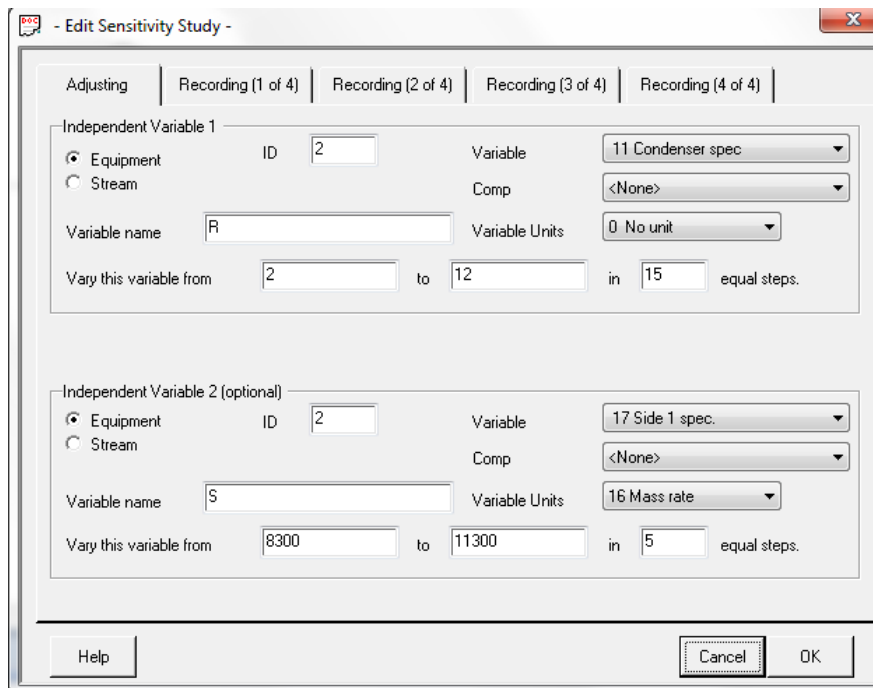 DOC
- Edit Sensitivity Study -
Adjusting Recording (1 of 4) Recording (2 of 4) Recording (3 of 4) Recording (4 of 4)
Independent Variable 1
Equipment ID 2 Variable 11 Condenser spec
Stream Comp <None>
Variable name R Variable Units 0 No unit
Vary this variable from 2 to 12 in 15 equal steps.
Independent Variable 2 (optional)
Equipment ID 2 Variable 17 Side 1 spec.
Stream Comp <None>
Variable name S Variable Units 16 Mass rate
Vary this variable from 8300 to 11300 in 5 equal steps.
Help Cancel OK